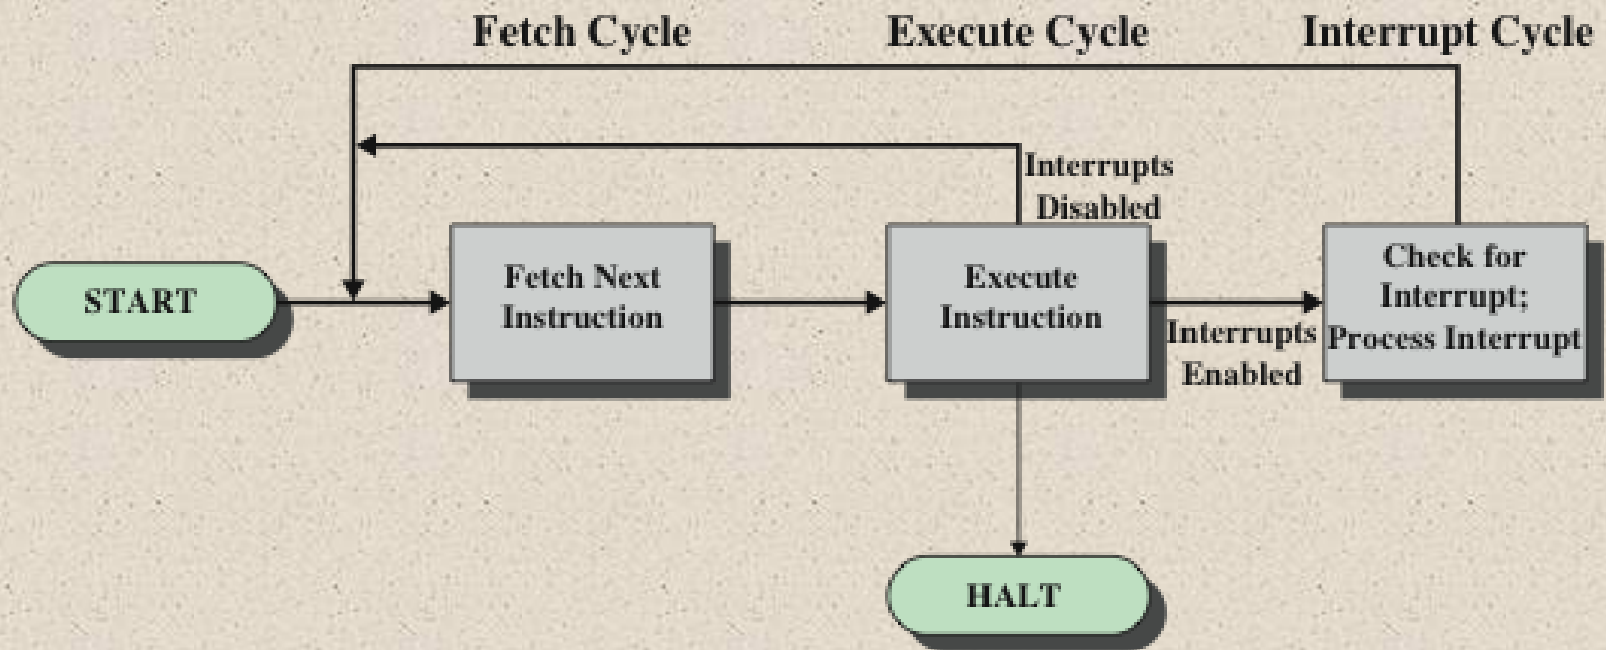 Fetch Cycle
Execute Cycle
Interrupt Cycle
Interrupts
Disabled
START
Fetch Next
Instruction
Execute
Instruction
Interrupts
Enabled
Check for
Interrupt;
Process Interrupt
HALT